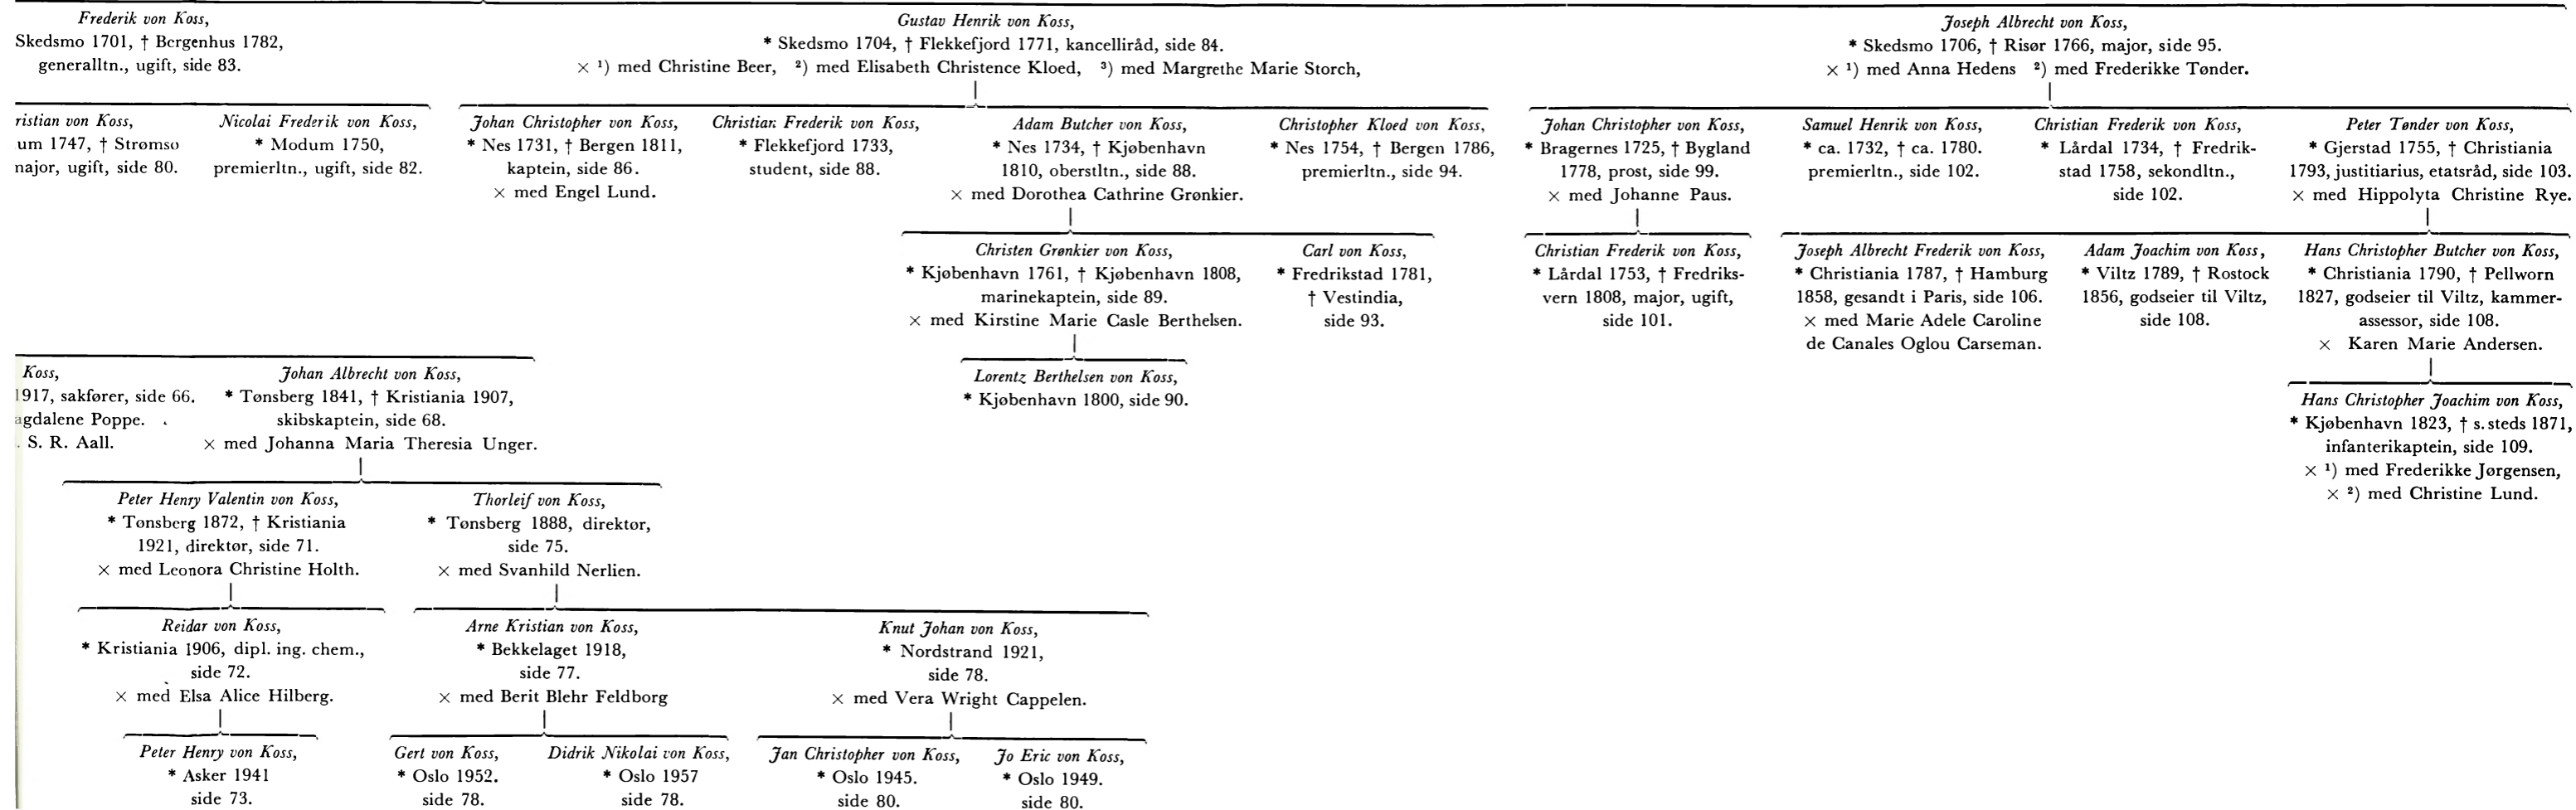 Frederik von Koss,
Skedsmo 1701, † Bergenhus 1782,
generalltn., ugift, side 83.
Gustav Henrik von Koss,
* Skedsmo 1704, † Flekkefjord 1771, kancelliråd, side 84.
× ¹) med Christine Beer, ²) med Elisabeth Christence Kloed, ³) med Margrethe Marie Storch,
Joseph Albrecht von Koss,
* Skedsmo 1706, † Risør 1766, major, side 95.
× ¹) med Anna Hedens ²) med Frederikke Tønder.
ristian von Koss,
um 1747, † Strømsø
najor, ugift, side 80.
Nicolai Frederik von Koss,
* Modum 1750,
premierltn., ugift, side 82.
Johan Christopher von Koss,
* Nes 1731, † Bergen 1811,
kaptein, side 86.
× med Engel Lund.
Christian Frederik von Koss,
* Flekkefjord 1733,
student, side 88.
Adam Butcher von Koss,
* Nes 1734, † Kjøbenhavn
1810, oberstltn., side 88.
× med Dorothea Cathrine Grønkier.
Christopher Kloed von Koss,
* Nes 1754, † Bergen 1786,
premierltn., side 94.
Johan Christopher von Koss,
* Bragernes 1725, † Bygland
1778, prost, side 99.
× med Johanne Paus.
Samuel Henrik von Koss,
* ca. 1732, † ca. 1780.
premierltn., side 102.
Christian Frederik von Koss,
* Lårdal 1734, † Fredrik-
stad 1758, sekondltn.,
side 102.
Peter Tønder von Koss,
* Gjerstad 1755, † Christiania
1793, justitiarius, etatsråd, side 103.
× med Hippolyta Christine Rye.
Christen Grønkier von Koss,
* Kjøbenhavn 1761, † Kjøbenhavn 1808,
marinekaptein, side 89.
× med Kirstine Marie Casle Berthelsen.
Carl von Koss,
* Fredrikstad 1781,
† Vestindia,
side 93.
Christian Frederik von Koss,
* Lårdal 1753, † Fredriks-
vern 1808, major, ugift,
side 101.
Joseph Albrecht Frederik von Koss,
* Christiania 1787, † Hamburg
1858, gesandt i Paris, side 106.
× med Marie Adele Caroline
de Canales Oglou Carseman.
Adam Joachim von Koss,
* Viltz 1789, † Rostock
1856, godseier til Viltz,
side 108.
Hans Christopher Butcher von Koss,
* Christiania 1790, † Pellworn
1827, godseier til Viltz, kammer-
assessor, side 108.
× Karen Marie Andersen.
Koss,
1917, sakfører, side 66.
agdalene Poppe.
. S. R. Aall.
Johan Albrecht von Koss,
* Tønsberg 1841, † Kristiania 1907,
skibskaptein, side 68.
× med Johanna Maria Theresia Unger.
Lorentz Berthelsen von Koss,
* Kjøbenhavn 1800, side 90.
Hans Christopher Joachim von Koss,
* Kjøbenhavn 1823, † s. steds 1871,
infanterikaptein, side 109.
× ¹) med Frederikke Jørgensen,
× ²) med Christine Lund.
Peter Henry Valentin von Koss,
* Tønsberg 1872, † Kristiania
1921, direktør, side 71.
× med Leonora Christine Holth.
Thorleif von Koss,
* Tønsberg 1888, direktør,
side 75.
× med Svanhild Nerlien.
Reidar von Koss,
* Kristiania 1906, dipl. ing. chem.,
side 72.
× med Elsa Alice Hilberg.
Arne Kristian von Koss,
* Bekkelaget 1918,
side 77.
× med Berit Blehr Feldborg
Knut Johan von Koss,
* Nordstrand 1921,
side 78.
× med Vera Wright Cappelen.
Peter Henry von Koss,
* Asker 1941
side 73.
Gert von Koss,
* Oslo 1952.
side 78.
Didrik Nikolai von Koss,
* Oslo 1957
side 78.
Jan Christopher von Koss,
* Oslo 1945.
side 80.
Jo Eric von Koss,
* Oslo 1949.
side 80.